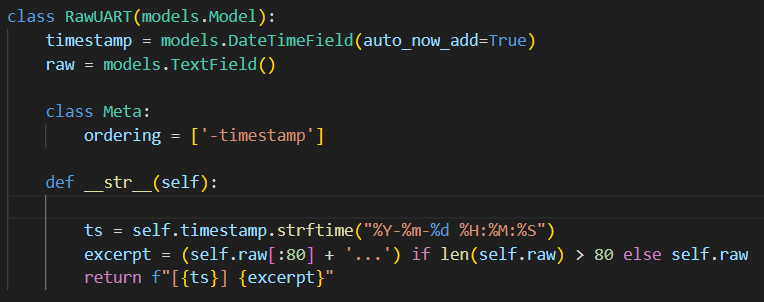 class RawUART(models.Model):
    timestamp = models.DateTimeField(auto_now_add=True)
    raw = models.TextField()
    class Meta:
        ordering = ['-timestamp']
    def __str__(self):
        ts = self.timestamp.strftime("%Y-%m-%d %H:%M:%S")
        excerpt = (self.raw[:80] + '...') if len(self.raw) > 80 else self.raw
        return f"[{ts}] {excerpt}"